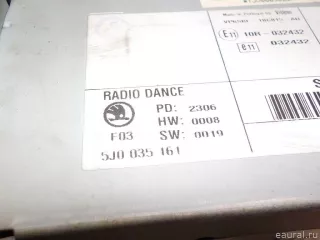 E11 10R - 032432
e11 032432
RADIO DANCE
PD: 2306
HW: 0008
F03 SW: 0019
5J0 035 161
© eaural.ru